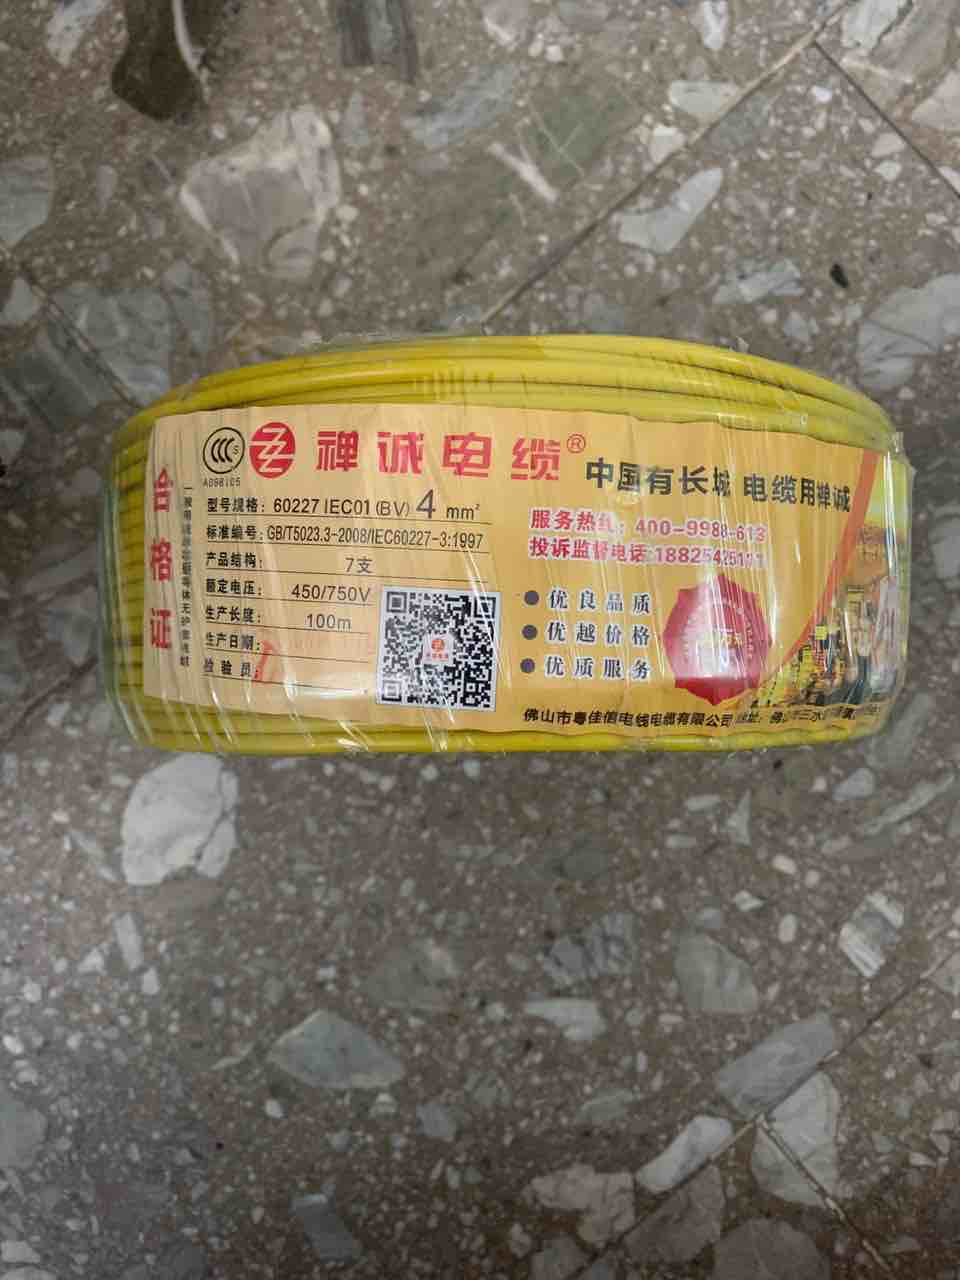 CCC S
A098105
禅诚电缆®
中国有长城 电缆用禅诚
合格证
型号规格: 60227 IEC01 (BV) 4 mm²
标准编号: GB/T5023.3-2008/IEC60227-3:1997
产品结构: 7支
额定电压: 450/750V
生产长度: 100m
生产日期:
检验员:
服务热线: 400-9988-613
投诉监督电话:
● 优良品质
● 优越价格
● 优质服务
佛山市粤佳信电线电缆有限公司